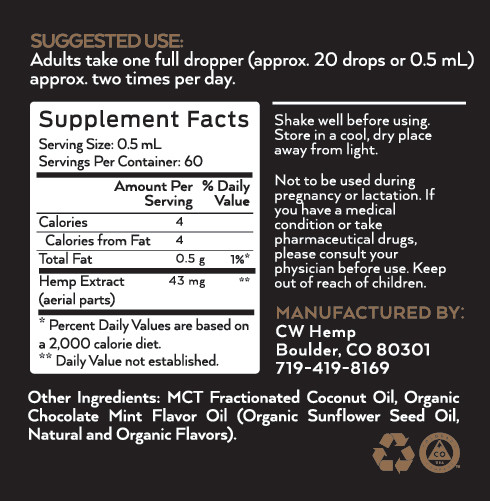 SUGGESTED USE:
Adults take one full dropper (approx. 20 drops or 0.5 mL)
approx. two times per day.
Supplement Facts
Serving Size: 0.5 mL
Servings Per Container: 60
Amount Per Serving % Daily Value
Calories 4
Calories from Fat 4
Total Fat 0.5 g 1%*
Hemp Extract 43 mg **
(aerial parts)
* Percent Daily Values are based on
a 2,000 calorie diet.
** Daily Value not established.
Shake well before using.
Store in a cool, dry place
away from light.
Not to be used during
pregnancy or lactation. If
you have a medical
condition or take
pharmaceutical drugs,
please consult your
physician before use. Keep
out of reach of children.
MANUFACTURED BY:
CW Hemp
Boulder, CO 80301
719-419-8169
Other Ingredients: MCT Fractionated Coconut Oil, Organic
Chocolate Mint Flavor Oil (Organic Sunflower Seed Oil,
Natural and Organic Flavors).
CO